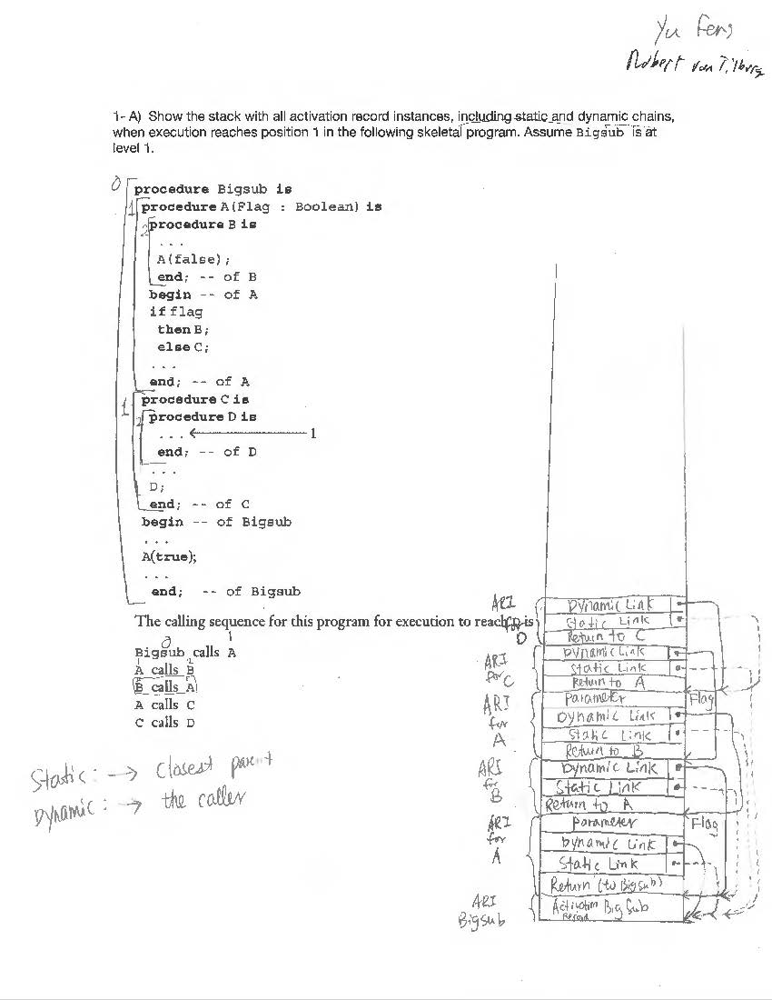 Yu Feng
Robert van Tilburg
1- A) Show the stack with all activation record instances, including static and dynamic chains,
when execution reaches position 1 in the following skeletal program. Assume Bigsub is at
level 1.
0 procedure Bigsub is
1 procedure A(Flag : Boolean) is
2 procedure B is
...
A(false);
end; -- of B
begin -- of A
if flag
then B;
else C;
...
end; -- of A
1 procedure C is
2 procedure D is
... 1
end; -- of D
...
D;
end; -- of C
begin -- of Bigsub
...
A(true);
...
end; -- of Bigsub
The calling sequence for this program for execution to reach D is
0 1
Bigsub calls A
1 2
A calls B
B calls A
A calls C
C calls D
Static: → closest parent
Dynamic: → the caller
ARI for D
Dynamic Link
Static Link
Return to C
ARI for C
Dynamic Link
Static Link
Return to A
ARI for A
Parameter Flag
Dynamic Link
Static Link
Return to B
ARI for B
Dynamic Link
Static Link
Return to A
ARI for A
Parameter Flag
Dynamic Link
Static Link
Return (to BigSub)
ARI BigSub
Activation Big Sub
Record